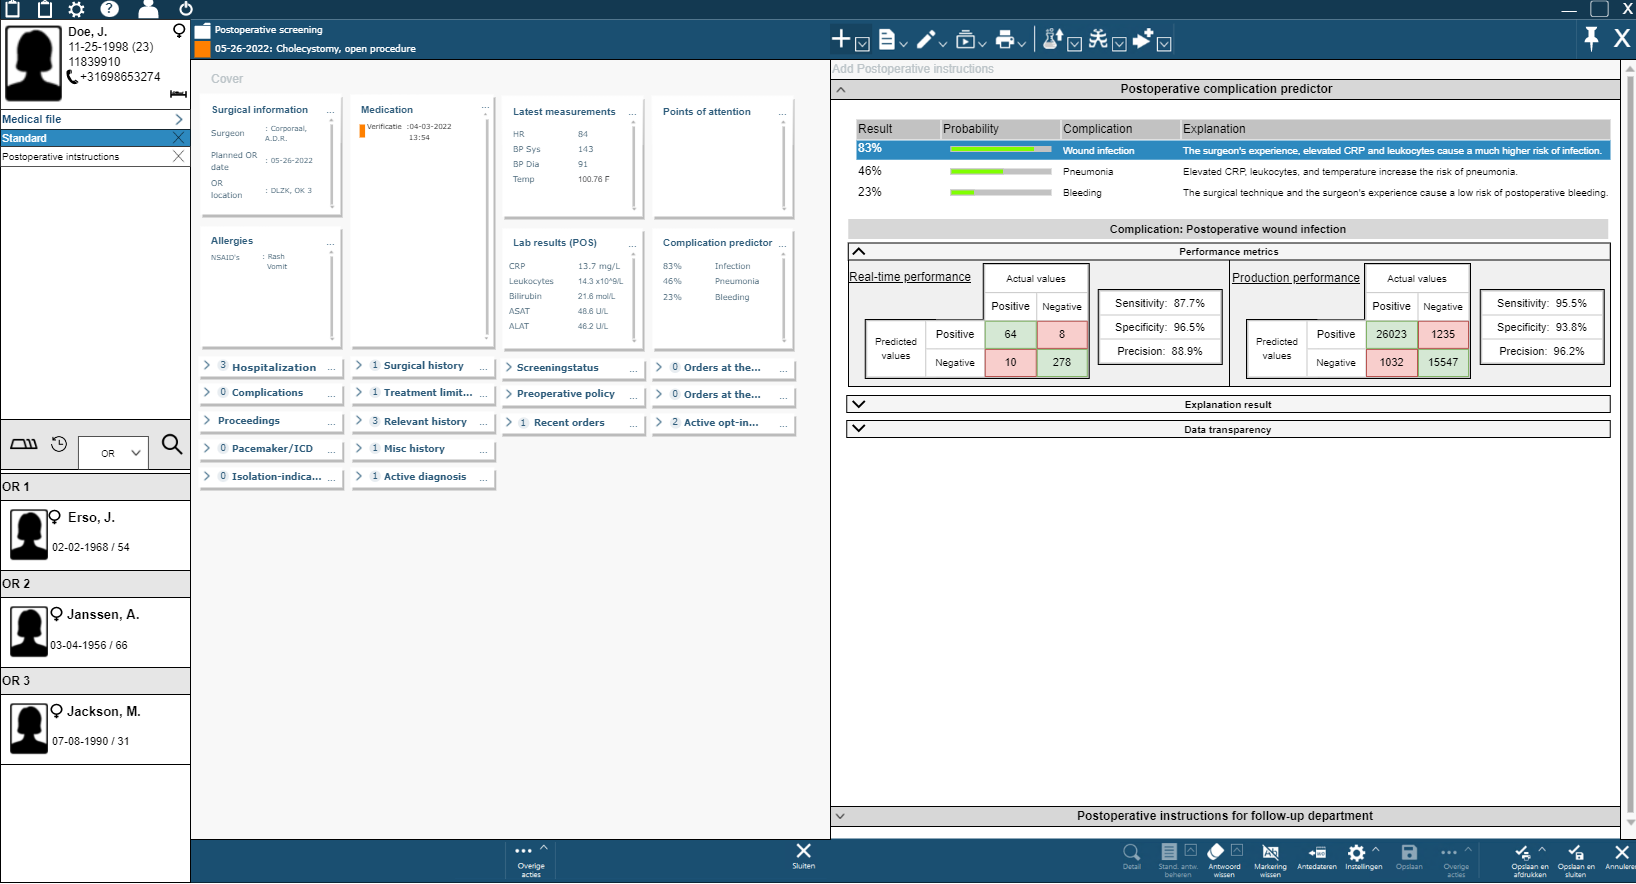 Doe, J.
11-25-1998 (23)
11839910
+31698653274
Medical file
Standard
Postoperative intstructions
OR
OR 1
Erso, J.
02-02-1968 / 54
OR 2
Janssen, A.
03-04-1956 / 66
OR 3
Jackson, M.
07-08-1990 / 31
Postoperative screening
05-26-2022: Cholecystomy, open procedure
Cover
Surgical information ...
Surgeon : Corporaal, A.D.R.
Planned OR date : 05-26-2022
OR location : DLZK, OK 3
Medication ...
Verificatie :04-03-2022
13:54
Latest measurements ...
HR 84
BP Sys 143
BP Dia 91
Temp 100.76 F
Points of attention ...
Allergies ...
NSAID's : Rash
Vomit
Lab results (POS) ...
CRP 13.7 mg/L
Leukocytes 14.3 x10^9/L
Bilirubin 21.6 mol/L
ASAT 48.6 U/L
ALAT 46.2 U/L
Complication predictor ...
83% Infection
46% Pneumonia
23% Bleeding
3 Hospitalization ...
0 Complications ...
Proceedings ...
0 Pacemaker/ICD ...
0 Isolation-indica... ...
1 Surgical history ...
1 Treatment limit... ...
3 Relevant history ...
1 Misc history ...
1 Active diagnosis ...
Screeningstatus ...
Preoperative policy ...
1 Recent orders ...
0 Orders at the... ...
0 Orders at the... ...
2 Active opt-in... ...
Add Postoperative instructions
Postoperative complication predictor
Result Probability Complication Explanation
83% Wound infection The surgeon's experience, elevated CRP and leukocytes cause a much higher risk of infection.
46% Pneumonia Elevated CRP, leukocytes, and temperature increase the risk of pneumonia.
23% Bleeding The surgical technique and the surgeon's experience cause a low risk of postoperative bleeding.
Complication: Postoperative wound infection
Performance metrics
Real-time performance
Actual values
Positive Negative
Predicted values
Positive 64 8
Negative 10 278
Sensitivity: 87.7%
Specificity: 96.5%
Precision: 88.9%
Production performance
Actual values
Positive Negative
Predicted values
Positive 26023 1235
Negative 1032 15547
Sensitivity: 95.5%
Specificity: 93.8%
Precision: 96.2%
Explanation result
Data transparency
Postoperative instructions for follow-up department
Overige acties
Sluiten
Detail
Stand. antw. beheren
Antwoord wissen
Markering wissen
Antedateren
Instellingen
Opslaan
Overige acties
Opslaan en afdrukken
Opslaan en sluiten
Annuleren